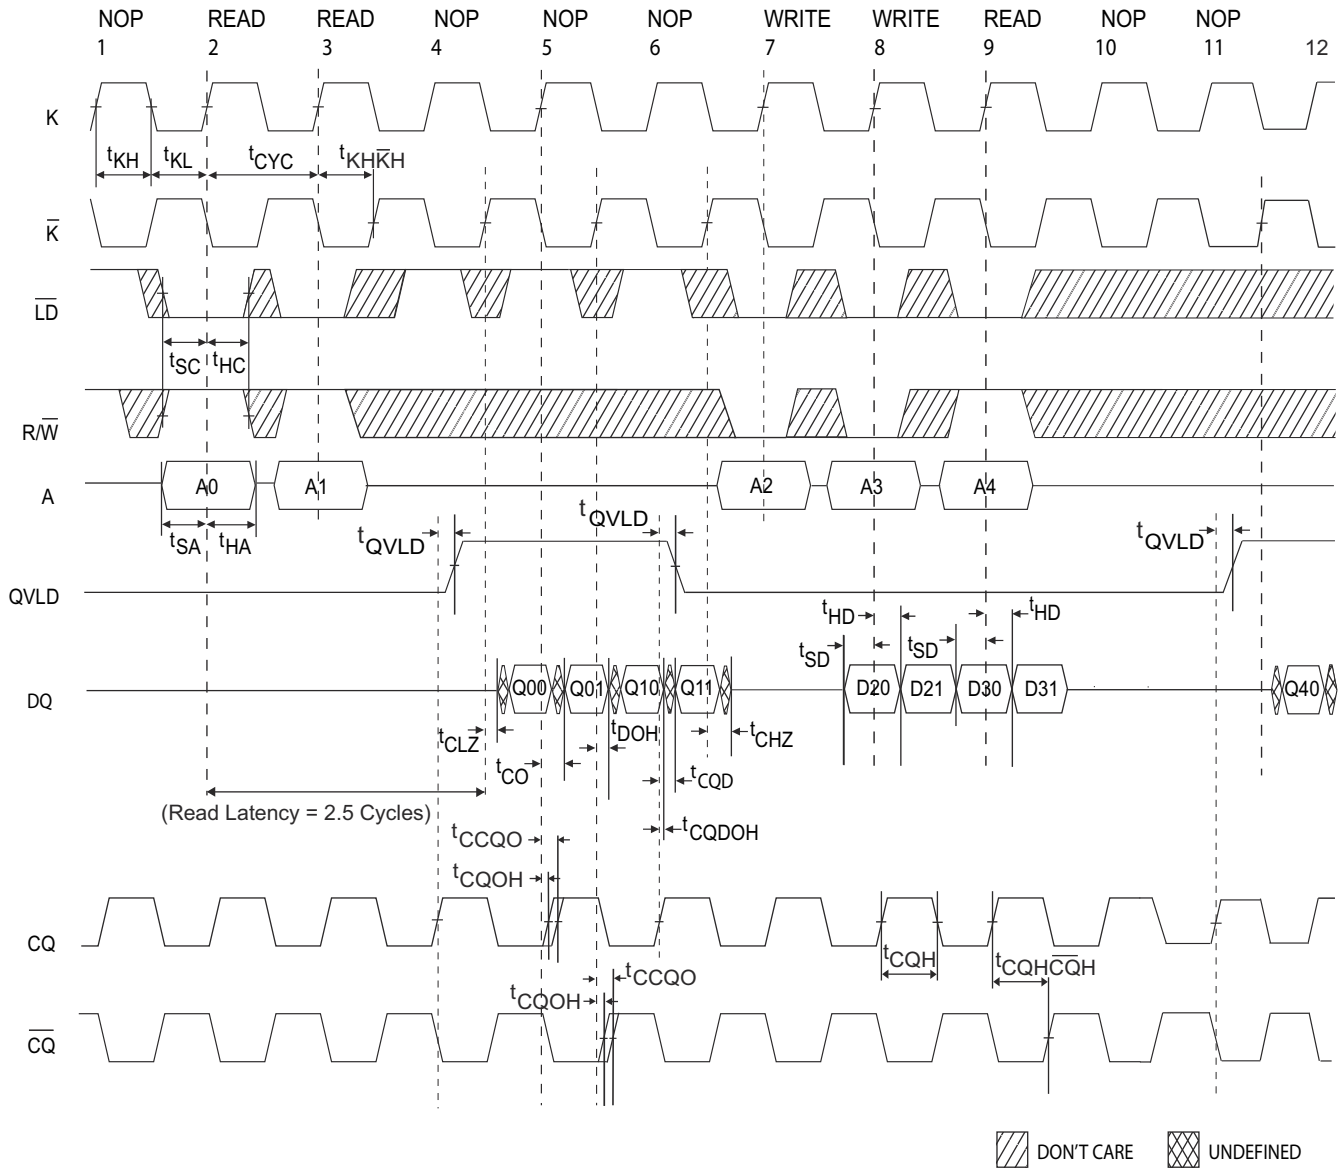 NOP READ READ NOP NOP NOP WRITE WRITE READ NOP NOP
1 2 3 4 5 6 7 8 9 10 11 12
K
tKH tKL tCYC tKHK̅H
K̅
L̅D̅
tSC tHC
R/W̅
A A0 A1 A2 A3 A4
tSA tHA tQVLD tQVLD tQVLD
QVLD
tHD tHD
tSD tSD
DQ Q00 Q01 Q10 Q11 D20 D21 D30 D31 Q40
tCLZ tDOH tCHZ
tCO tCQD
(Read Latency = 2.5 Cycles)
tCQDOH
tCCQO
tCQOH
CQ
tCQH tCQHC̅Q̅H
tCCQO
tCQOH
C̅Q̅
DON'T CARE UNDEFINED